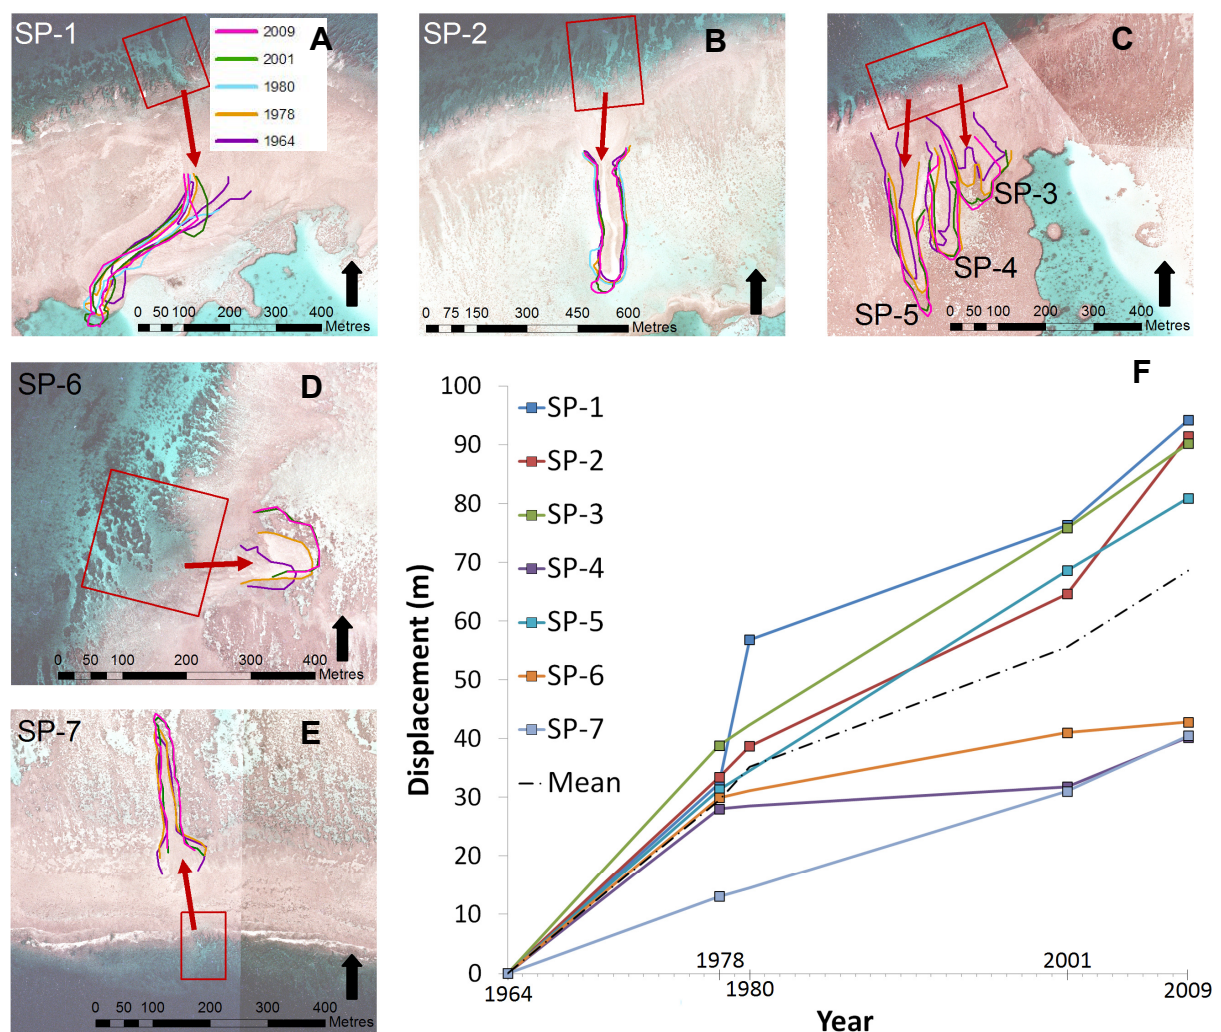 SP-1
A
2009
2001
1980
1978
1964
0 50 100 200 300 400
Metres
SP-2
B
0 75 150 300 450 600
Metres
C
SP-3
SP-4
SP-5
0 50 100 200 300 400
Metres
SP-6
D
0 50 100 200 300 400
Metres
SP-7
E
0 50 100 200 300 400
Metres
F
100
90
80
70
60
50
40
30
20
10
0
Displacement (m)
SP-1
SP-2
SP-3
SP-4
SP-5
SP-6
SP-7
Mean
1978 2001
1964 1980 2009
Year